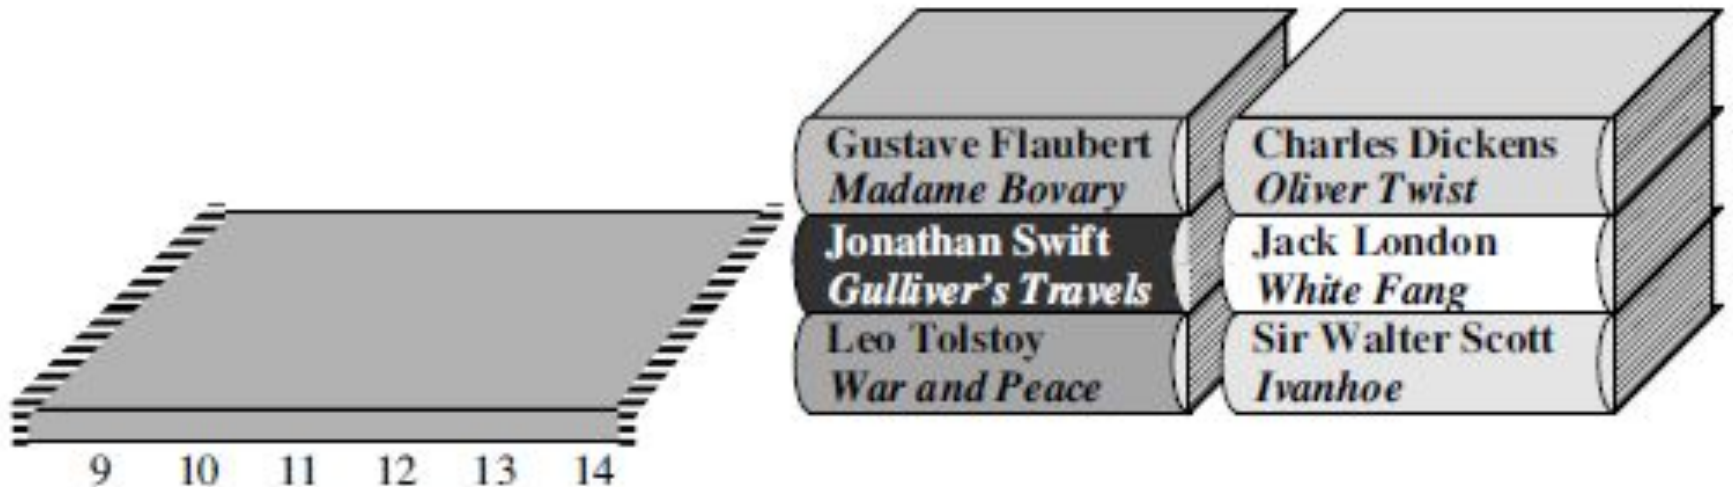 Gustave Flaubert
Madame Bovary
Jonathan Swift
Gulliver's Travels
Leo Tolstoy
War and Peace
Charles Dickens
Oliver Twist
Jack London
White Fang
Sir Walter Scott
Ivanhoe
9 10 11 12 13 14